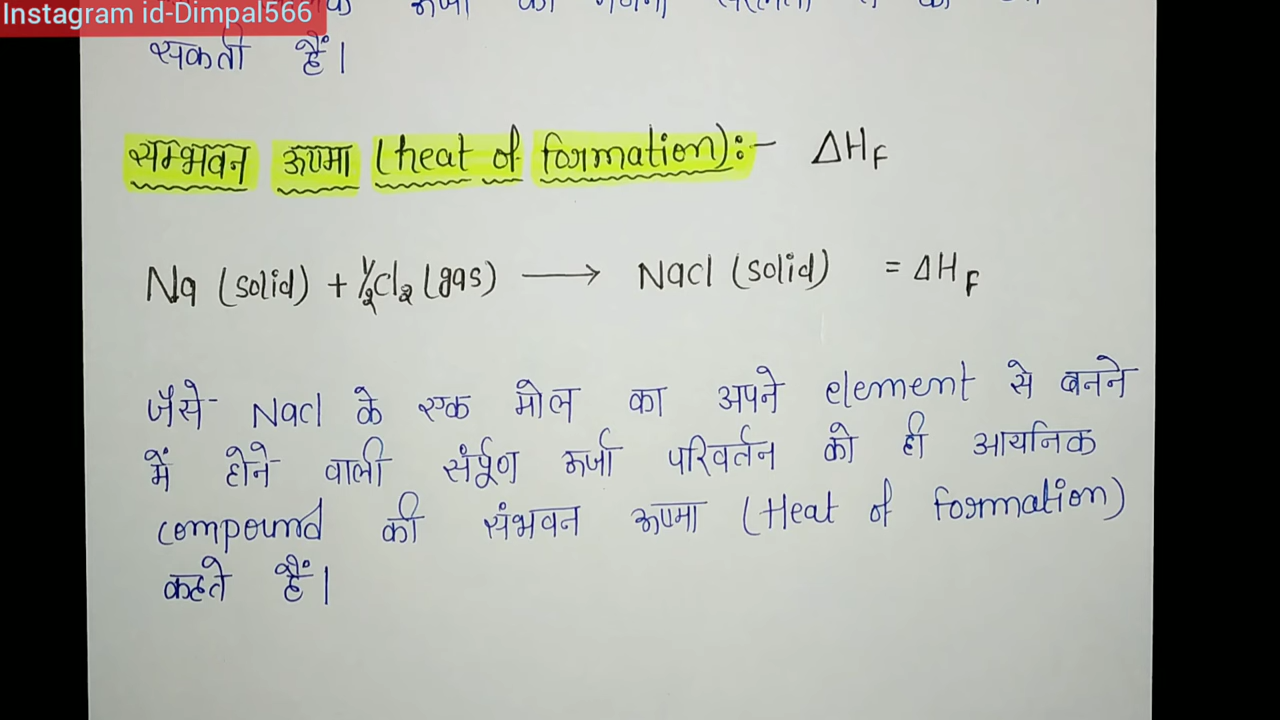 Instagram id-Dimpal566
सकती हैं।
सम्भवन ऊष्मा (heat of formation):- ΔHF
Na (solid) + 1/2Cl2 (gas) ⟶ Nacl (solid) = ΔHF
जैसे- Nacl के एक मोल का अपने element से बनने
में होने वाली संर्पूण ऊर्जा परिवर्तन को ही आयनिक
compound की संभवन ऊष्मा (Heat of formation)
कहते हैं।